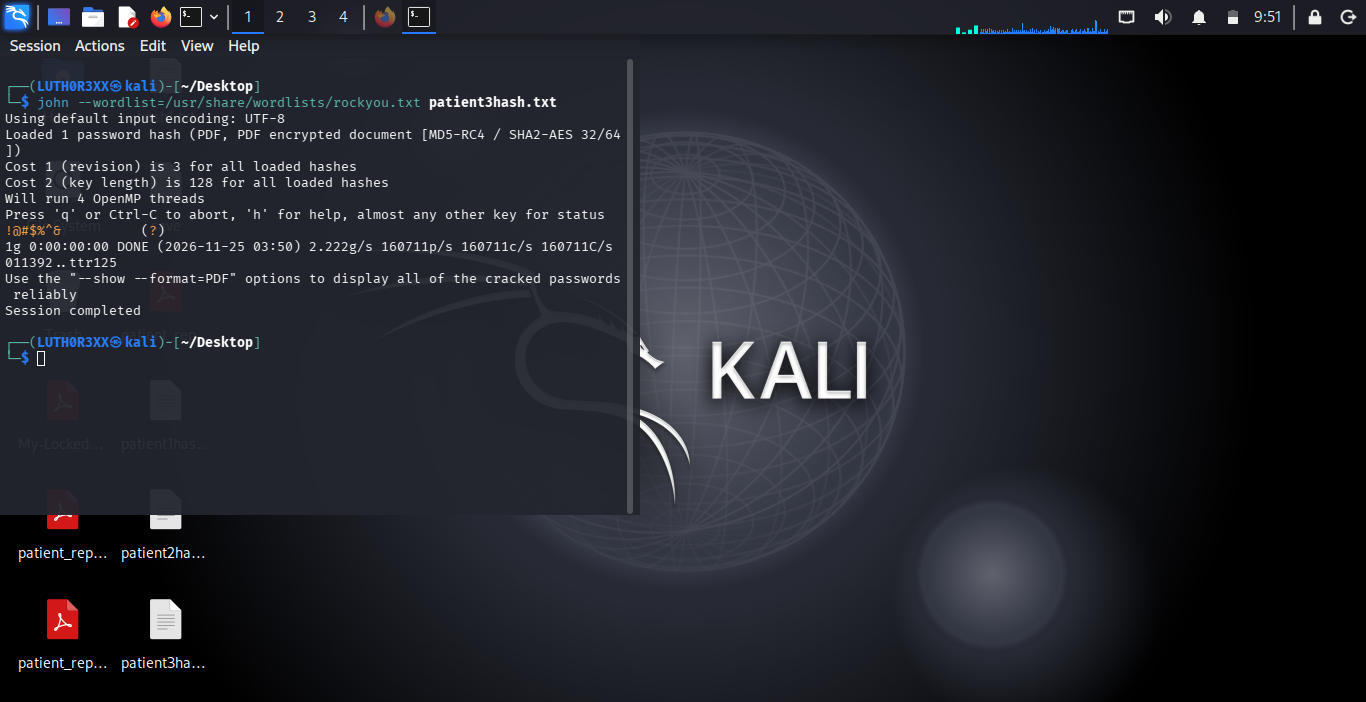 1 2 3 4 9:51
Session Actions Edit View Help
┌──(LUTH0R3XX㉿kali)-[~/Desktop]
└─$ john --wordlist=/usr/share/wordlists/rockyou.txt patient3hash.txt
Using default input encoding: UTF-8
Loaded 1 password hash (PDF, PDF encrypted document [MD5-RC4 / SHA2-AES 32/64
])
Cost 1 (revision) is 3 for all loaded hashes
Cost 2 (key length) is 128 for all loaded hashes
Will run 4 OpenMP threads
Press 'q' or Ctrl-C to abort, 'h' for help, almost any other key for status
!@#$%^& (?)
1g 0:00:00:00 DONE (2026-11-25 03:50) 2.222g/s 160711p/s 160711c/s 160711C/s
011392..ttr125
Use the "--show --format=PDF" options to display all of the cracked passwords
reliably
Session completed
┌──(LUTH0R3XX㉿kali)-[~/Desktop]
└─$
KALI
My-Locked... patient1has...
patient_rep... patient2ha...
patient_rep... patient3ha...